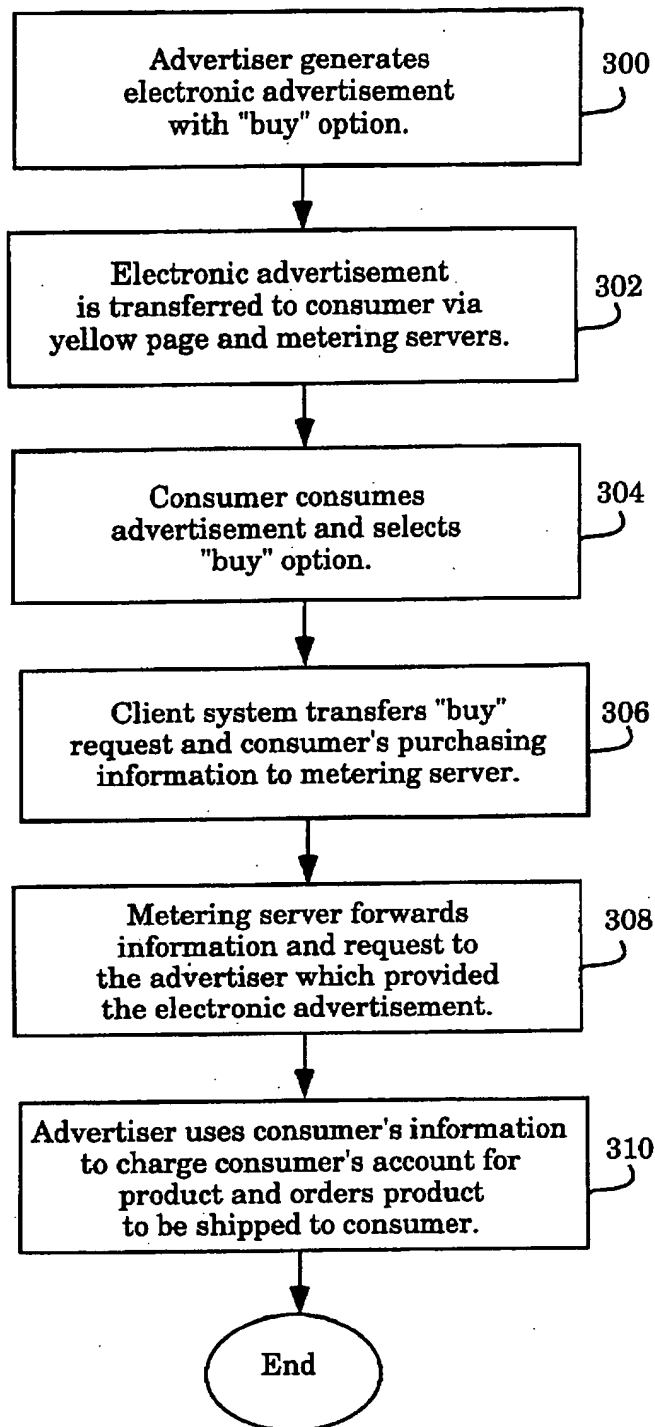 Advertiser generates
electronic advertisement
with "buy" option.
300
Electronic advertisement
is transferred to consumer via
yellow page and metering servers.
302
Consumer consumes
advertisement and selects
"buy" option.
304
Client system transfers "buy"
request and consumer's purchasing
information to metering server.
306
Metering server forwards
information and request to
the advertiser which provided
the electronic advertisement.
308
Advertiser uses consumer's information
to charge consumer's account for
product and orders product
to be shipped to consumer.
310
End